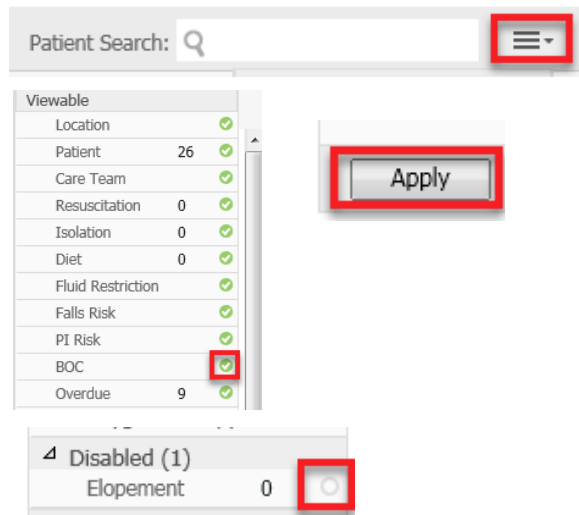 Patient Search:
Viewable
Location
Patient 26
Care Team
Resuscitation 0
Isolation 0
Diet 0
Fluid Restriction
Falls Risk
PI Risk
BOC
Overdue 9
Apply
Disabled (1)
Elopement 0